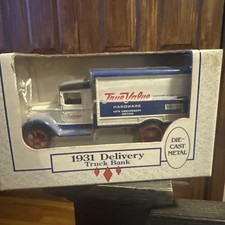 True Value
HARDWARE
DIE-
CAST
METAL
1931 Delivery
Truck Bank